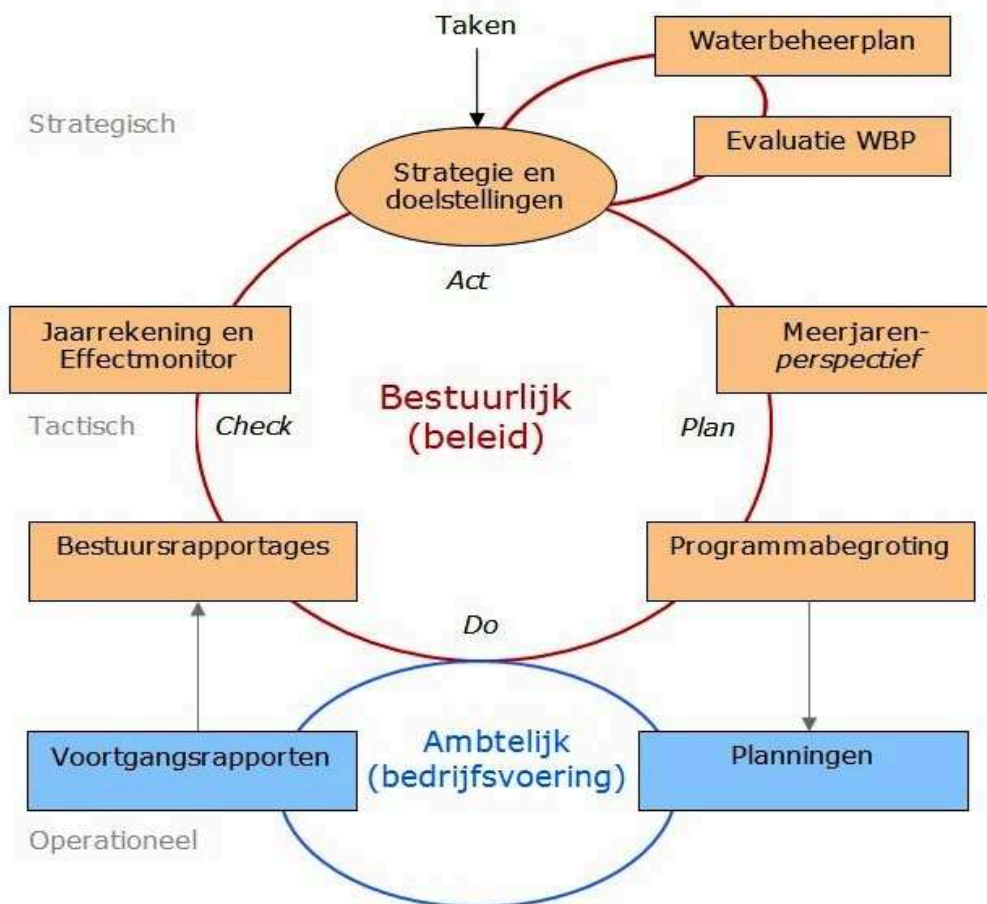 Taken
Waterbeheerplan
Strategisch
Evaluatie WBP
Strategie en
doelstellingen
Act
Jaarrekening en
Effectmonitor
Meerjaren-
perspectief
Bestuurlijk
(beleid)
Tactisch
Check
Plan
Bestuursrapportages
Programmabegroting
Do
Ambtelijk
(bedrijfsvoering)
Voortgangsrapporten
Planningen
Operationeel